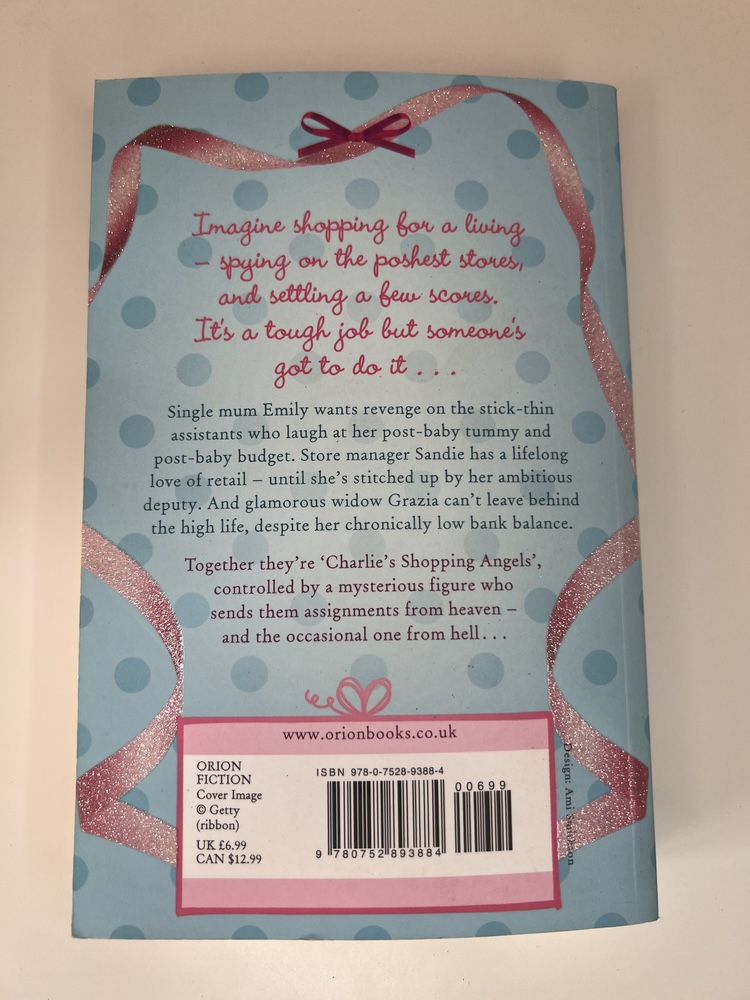 Imagine shopping for a living
– spying on the poshest stores,
and settling a few scores.
It's a tough job but someone's
got to do it . . .
Single mum Emily wants revenge on the stick-thin
assistants who laugh at her post-baby tummy and
post-baby budget. Store manager Sandie has a lifelong
love of retail – until she's stitched up by her ambitious
deputy. And glamorous widow Grazia can't leave behind
the high life, despite her chronically low bank balance.
Together they're 'Charlie's Shopping Angels',
controlled by a mysterious figure who
sends them assignments from heaven –
and the occasional one from hell . . .
www.orionbooks.co.uk
ORION
FICTION
Cover Image
© Getty
(ribbon)
UK £6.99
CAN $12.99
ISBN 978-0-7528-9388-4
00699
9 780752 893884
Design: Ami Smithson